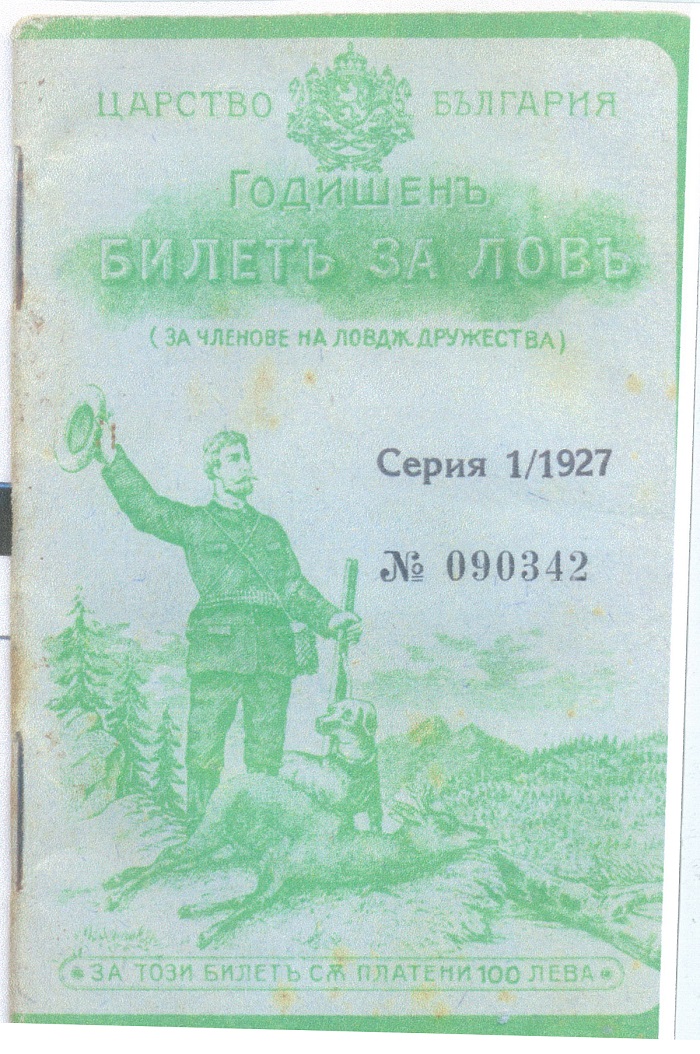 ЦАРСТВО БЪЛГАРИЯ
ГОДИШЕНЪ
БИЛЕТЪ ЗА ЛОВЪ
(ЗА ЧЛЕНОВЕ НА ЛОВДЖ. ДРУЖЕСТВА)
Серия 1/1927
№ 090342
ЗА ТОЗИ БИЛЕТЪ СѪ ПЛАТЕНИ 100 ЛЕВА